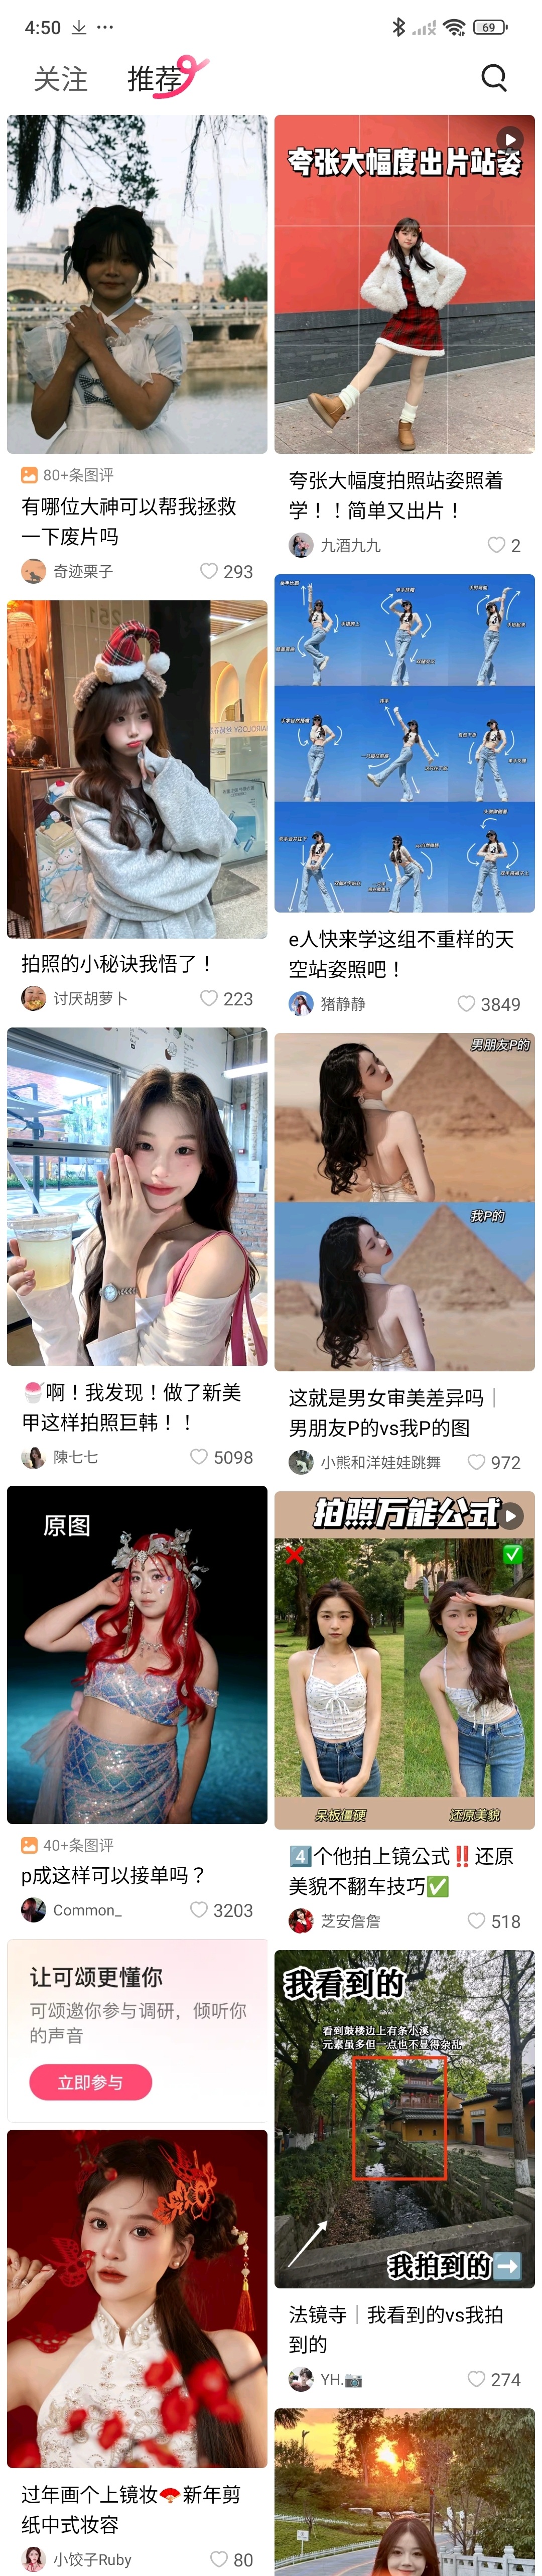 4:50
69
关注
推荐
80+条图评
有哪位大神可以帮我拯救
一下废片吗
奇迹栗子
293
夸张大幅度出片站姿
夸张大幅度拍照站姿照着
学！！简单又出片！
九酒九九
2
拍照的小秘诀我悟了！
讨厌胡萝卜
223
e人快来学这组不重样的天
空站姿照吧！
猪静静
3849
🍧啊！我发现！做了新美
甲这样拍照巨韩！！
陳七七
5098
男朋友P的
我P的
这就是男女审美差异吗｜
男朋友P的vs我P的图
小熊和洋娃娃跳舞
972
原图
40+条图评
p成这样可以接单吗？
Common_
3203
拍照万能公式
呆板僵硬
还原美貌
4️⃣个他拍上镜公式‼️还原
美貌不翻车技巧✅
芝安詹詹
518
让可颂更懂你
可颂邀你参与调研，倾听你
的声音
立即参与
我看到的
看到鼓楼边上有条小溪
元素虽多但一点也不显得杂乱
我拍到的➡️
法镜寺｜我看到的vs我拍
到的
YH.📷
274
过年画个上镜妆🪭新年剪
纸中式妆容
小饺子Ruby
80